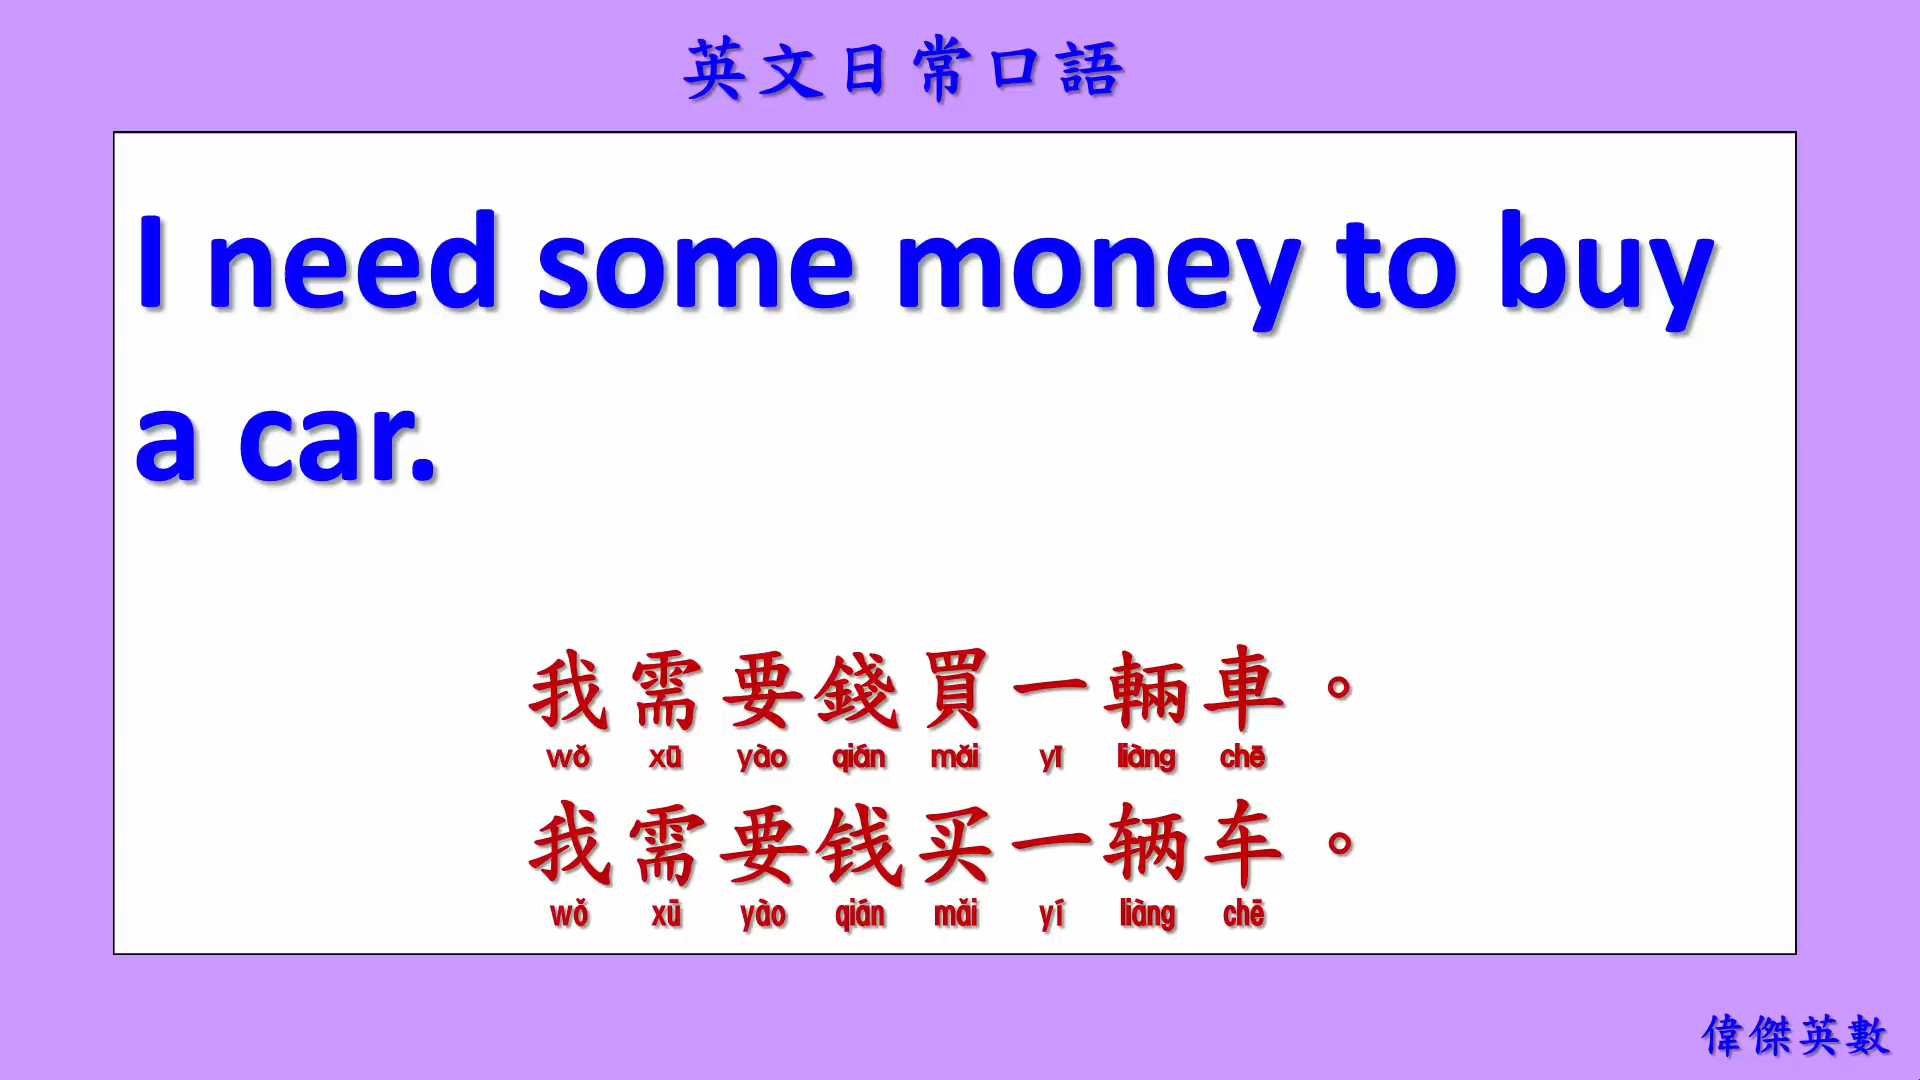 英文日常口語
I need some money to buy
a car.
我需要錢買一輛車。
wǒ xū yào qián mǎi yī liàng chē
我需要钱买一辆车。
wǒ xū yào qián mǎi yí liàng chē
偉傑英數